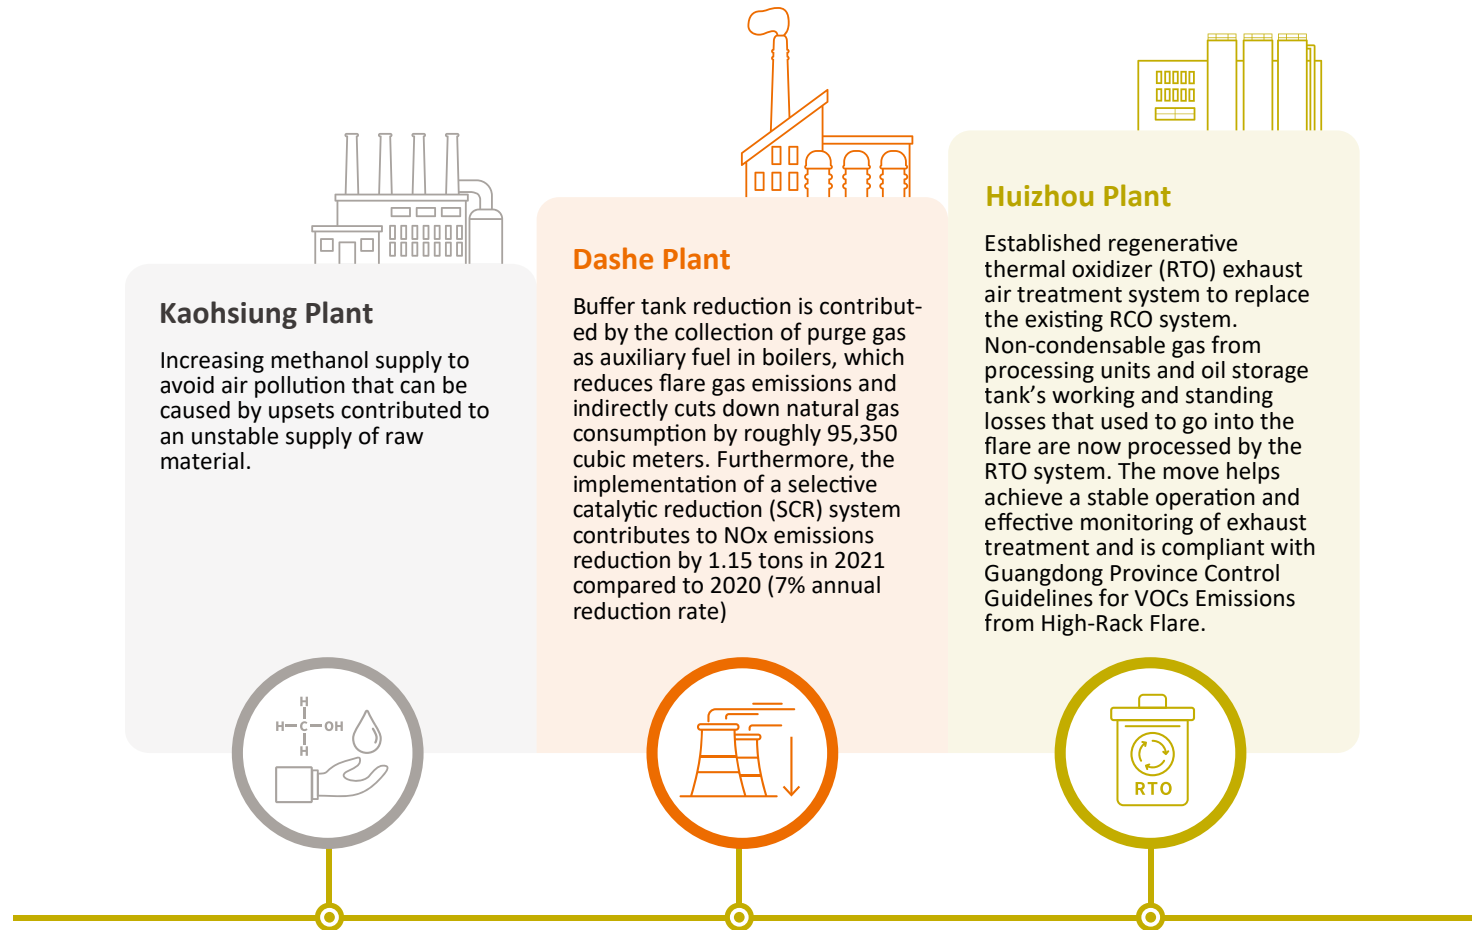 Kaohsiung Plant
Increasing methanol supply to
avoid air pollution that can be
caused by upsets contributed to
an unstable supply of raw
material.
H
H C OH
H
Dashe Plant
Buffer tank reduction is contribut-
ed by the collection of purge gas
as auxiliary fuel in boilers, which
reduces flare gas emissions and
indirectly cuts down natural gas
consumption by roughly 95,350
cubic meters. Furthermore, the
implementation of a selective
catalytic reduction (SCR) system
contributes to NOx emissions
reduction by 1.15 tons in 2021
compared to 2020 (7% annual
reduction rate)
Huizhou Plant
Established regenerative
thermal oxidizer (RTO) exhaust
air treatment system to replace
the existing RCO system.
Non-condensable gas from
processing units and oil storage
tank’s working and standing
losses that used to go into the
flare are now processed by the
RTO system. The move helps
achieve a stable operation and
effective monitoring of exhaust
treatment and is compliant with
Guangdong Province Control
Guidelines for VOCs Emissions
from High-Rack Flare.
RTO